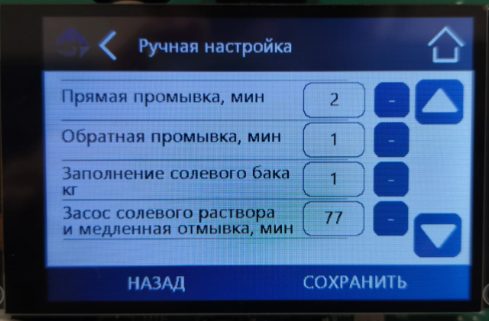 Ручная настройка
Прямая промывка, мин 2 -
Обратная промывка, мин 1 -
Заполнение солевого бака
кг 1 -
Засос солевого раствора
и медленная отмывка, мин 77 -
НАЗАД СОХРАНИТЬ